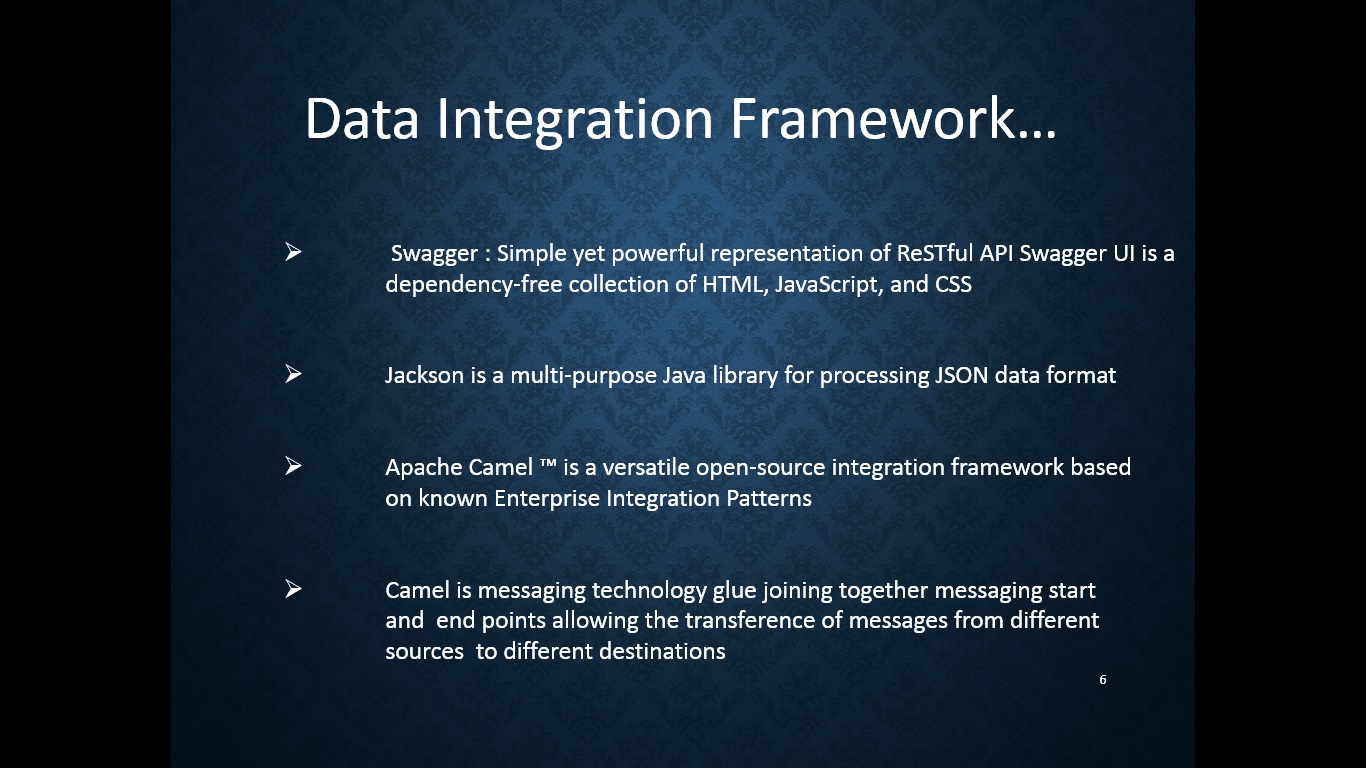 Data Integration Framework...
Swagger : Simple yet powerful representation of ReSTful API Swagger UI is a
dependency-free collection of HTML, JavaScript, and CSS
Jackson is a multi-purpose Java library for processing JSON data format
Apache Camel ™ is a versatile open-source integration framework based
on known Enterprise Integration Patterns
Camel is messaging technology glue joining together messaging start
and  end points allowing the transference of messages from different
sources  to different destinations
6